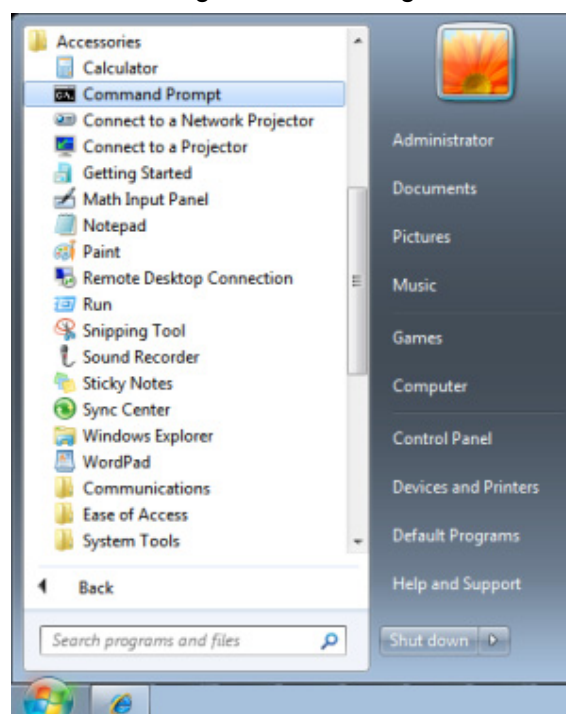 Accessories
Calculator
Command Prompt
Connect to a Network Projector
Connect to a Projector
Getting Started
Math Input Panel
Notepad
Paint
Remote Desktop Connection
Run
Snipping Tool
Sound Recorder
Sticky Notes
Sync Center
Windows Explorer
WordPad
Communications
Ease of Access
System Tools
Back
Search programs and files
Administrator
Documents
Pictures
Music
Games
Computer
Control Panel
Devices and Printers
Default Programs
Help and Support
Shut down